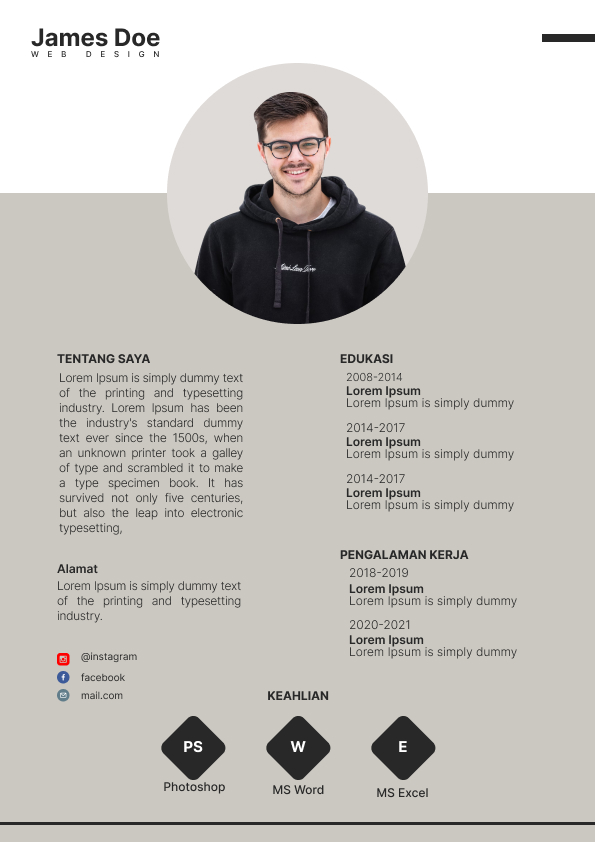 James Doe
WEB DESIGN
TENTANG SAYA
Lorem Ipsum is simply dummy text
of the printing and typesetting
industry. Lorem Ipsum has been
the industry's standard dummy
text ever since the 1500s, when
an unknown printer took a galley
of type and scrambled it to make
a type specimen book. It has
survived not only five centuries,
but also the leap into electronic
typesetting,
Alamat
Lorem Ipsum is simply dummy text
of the printing and typesetting
industry.
@instagram
facebook
mail.com
EDUKASI
2008-2014
Lorem Ipsum
Lorem Ipsum is simply dummy
2014-2017
Lorem Ipsum
Lorem Ipsum is simply dummy
2014-2017
Lorem Ipsum
Lorem Ipsum is simply dummy
PENGALAMAN KERJA
2018-2019
Lorem Ipsum
Lorem Ipsum is simply dummy
2020-2021
Lorem Ipsum
Lorem Ipsum is simply dummy
KEAHLIAN
PS
W
E
Photoshop
MS Word
MS Excel